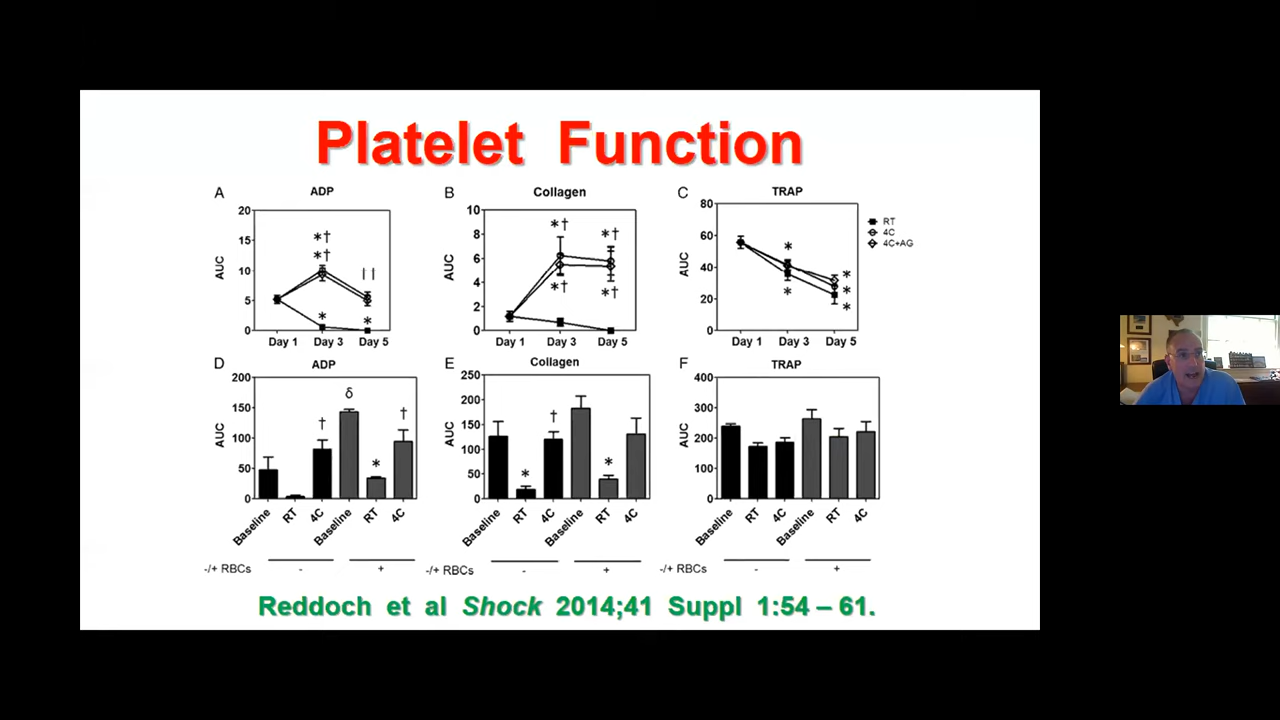 Platelet Function
A
ADP
20
15
10
5
0
AUC
*†
*†
*
††
*
Day 1 Day 3 Day 5
B
Collagen
10
8
6
4
2
0
AUC
*†
*†
*†
*†
Day 1 Day 3 Day 5
C
TRAP
80
60
40
20
0
AUC
*
*
*
*
*
Day 1 Day 3 Day 5
RT
4C
4C+AG
D
ADP
200
150
100
50
0
AUC
†
δ
*
†
Baseline RT 4C Baseline RT 4C
-/+ RBCs - +
E
Collagen
250
200
150
100
50
0
AUC
*
†
*
Baseline RT 4C Baseline RT 4C
-/+ RBCs - +
F
TRAP
400
300
200
100
0
AUC
Baseline RT 4C Baseline RT 4C
-/+ RBCs - +
Reddoch et al Shock 2014;41 Suppl 1:54 – 61.